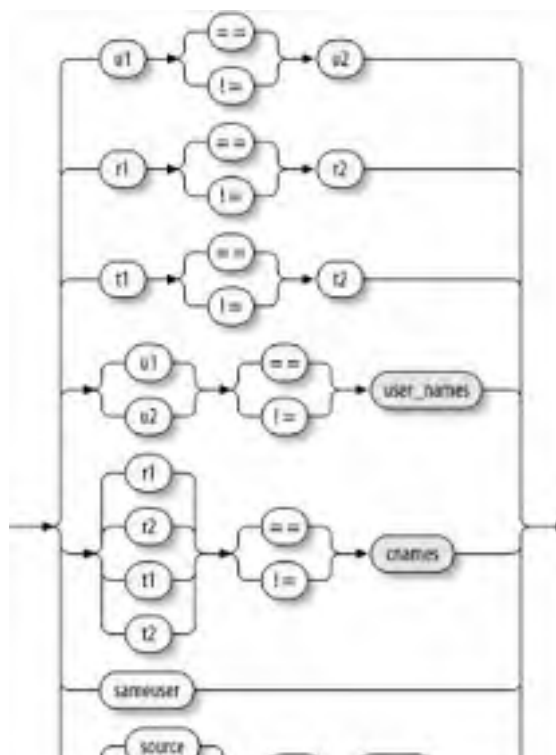 u1 == != u2
r1 == != r2
t1 == != t2
u1 u2 == != user_names
r1 r2 t1 t2 == != cnames
sameuser
source